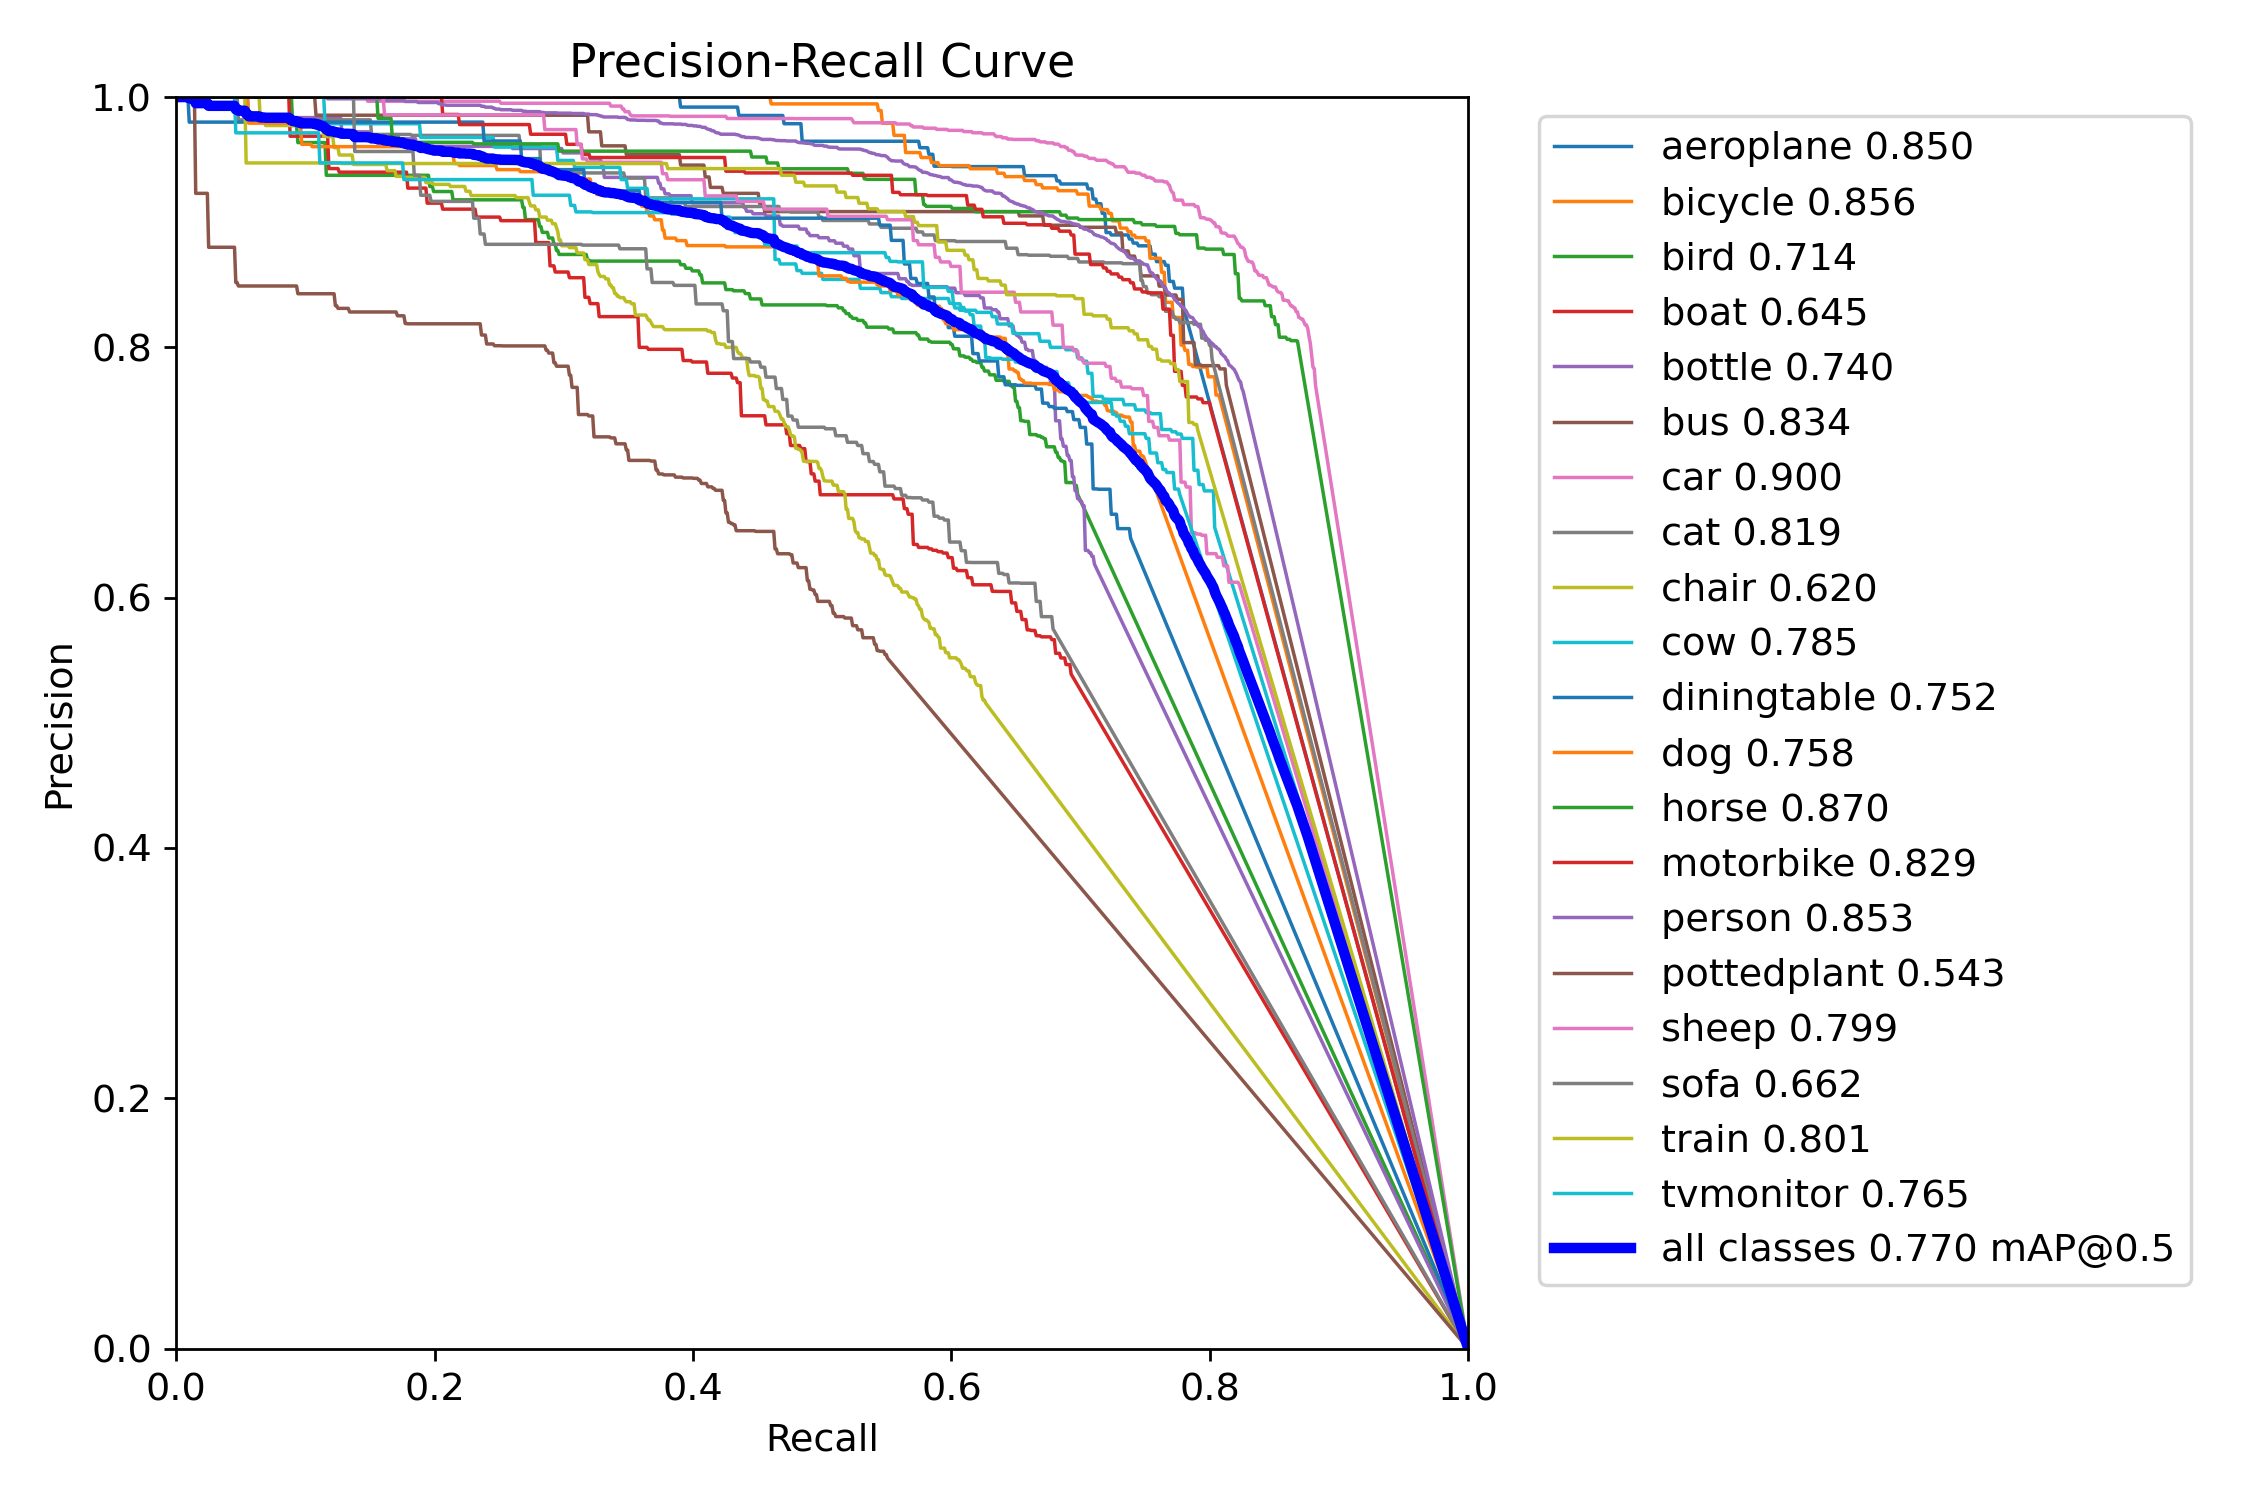 Precision-Recall Curve
1.0
0.8
0.6
0.4
0.2
0.0
Precision
0.0 0.2 0.4 0.6 0.8 1.0
Recall
aeroplane 0.850
bicycle 0.856
bird 0.714
boat 0.645
bottle 0.740
bus 0.834
car 0.900
cat 0.819
chair 0.620
cow 0.785
diningtable 0.752
dog 0.758
horse 0.870
motorbike 0.829
person 0.853
pottedplant 0.543
sheep 0.799
sofa 0.662
train 0.801
tvmonitor 0.765
all classes 0.770 mAP@0.5